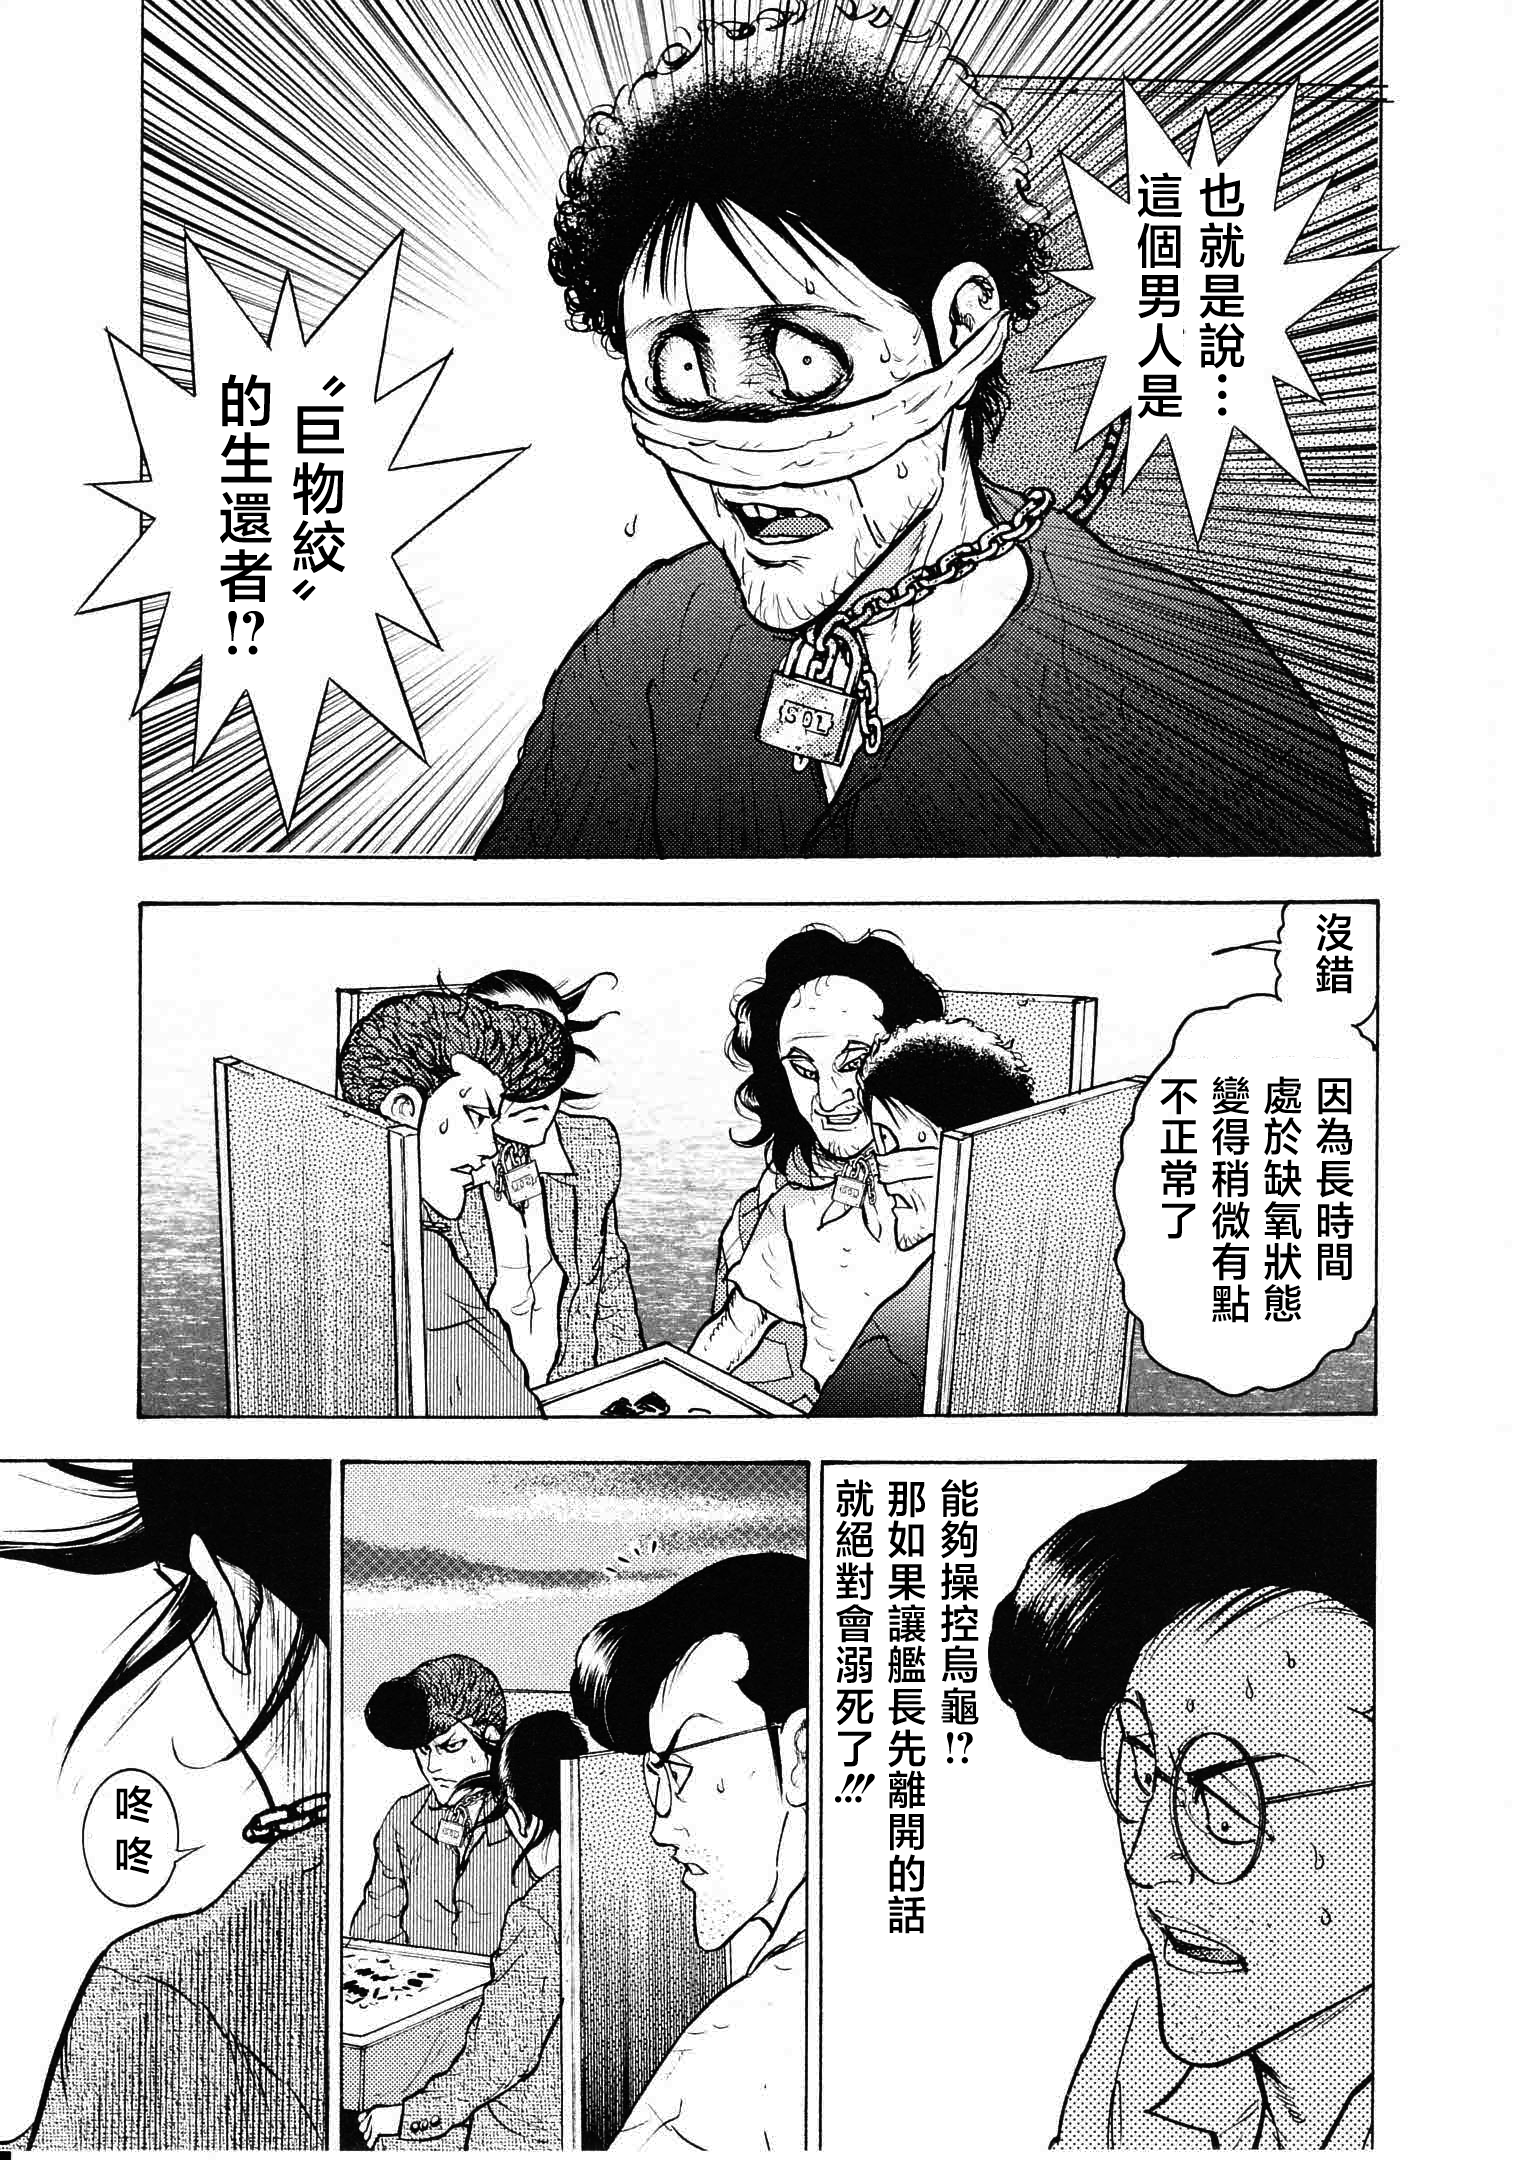 也就是說…
這個男人是
〝巨物絞〟
的生還者!?
SOL
沒錯
因為長時間
處於缺氧狀態
變得稍微有點
不正常了
能夠操控烏龜!?
那如果讓艦長先離開的話
就絕對會溺死了!!!
咚咚